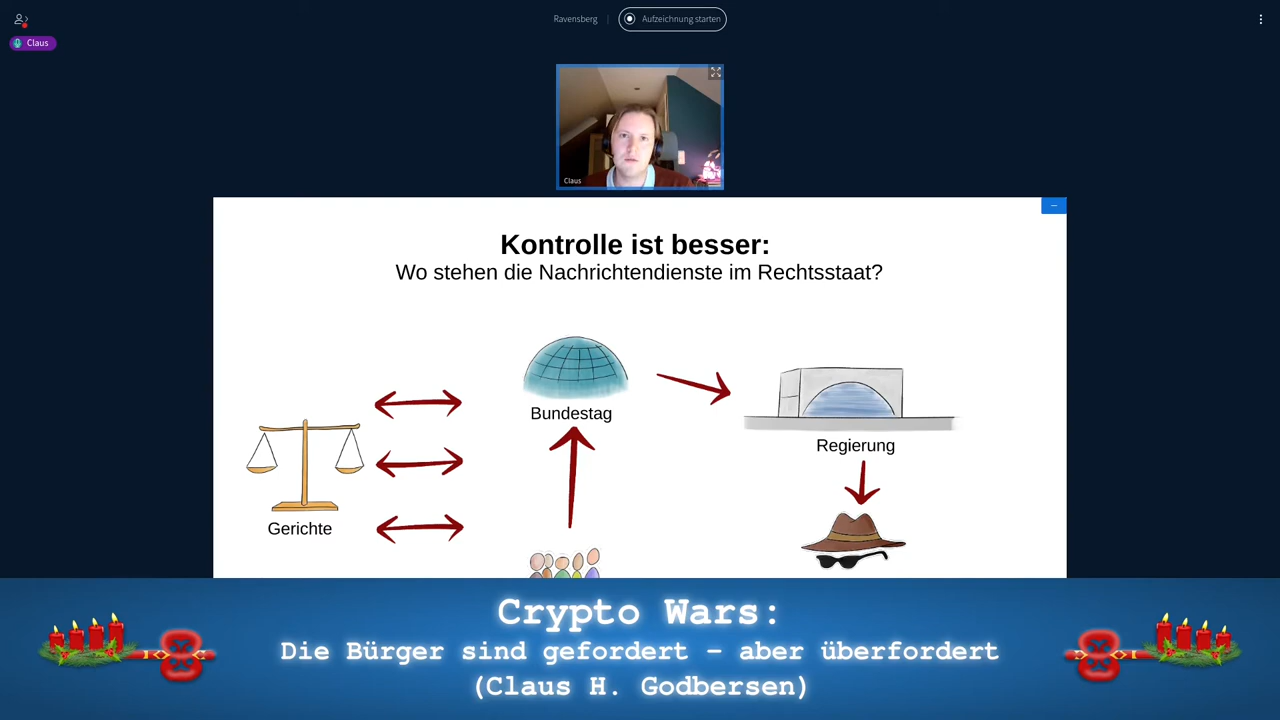 Ravensberg
Aufzeichnung starten
Claus
Claus
Kontrolle ist besser:
Wo stehen die Nachrichtendienste im Rechtsstaat?
Bundestag
Regierung
Gerichte
Crypto Wars:
Die Bürger sind gefordert – aber überfordert
(Claus H. Godbersen)